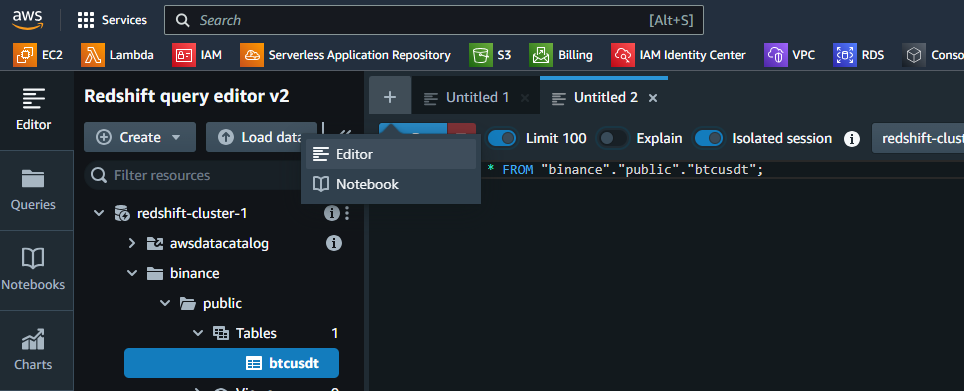 aws
Services
Search
[Alt+S]
EC2
Lambda
IAM
Serverless Application Repository
S3
Billing
IAM Identity Center
VPC
RDS
Conso
Editor
Queries
Notebooks
Charts
Redshift query editor v2
Create
Load data
Filter resources
redshift-cluster-1
awsdatacatalog
binance
public
Tables 1
btcusdt
Editor
Notebook
Untitled 1
Untitled 2
Limit 100
Explain
Isolated session
redshift-clus
* FROM "binance"."public"."btcusdt";